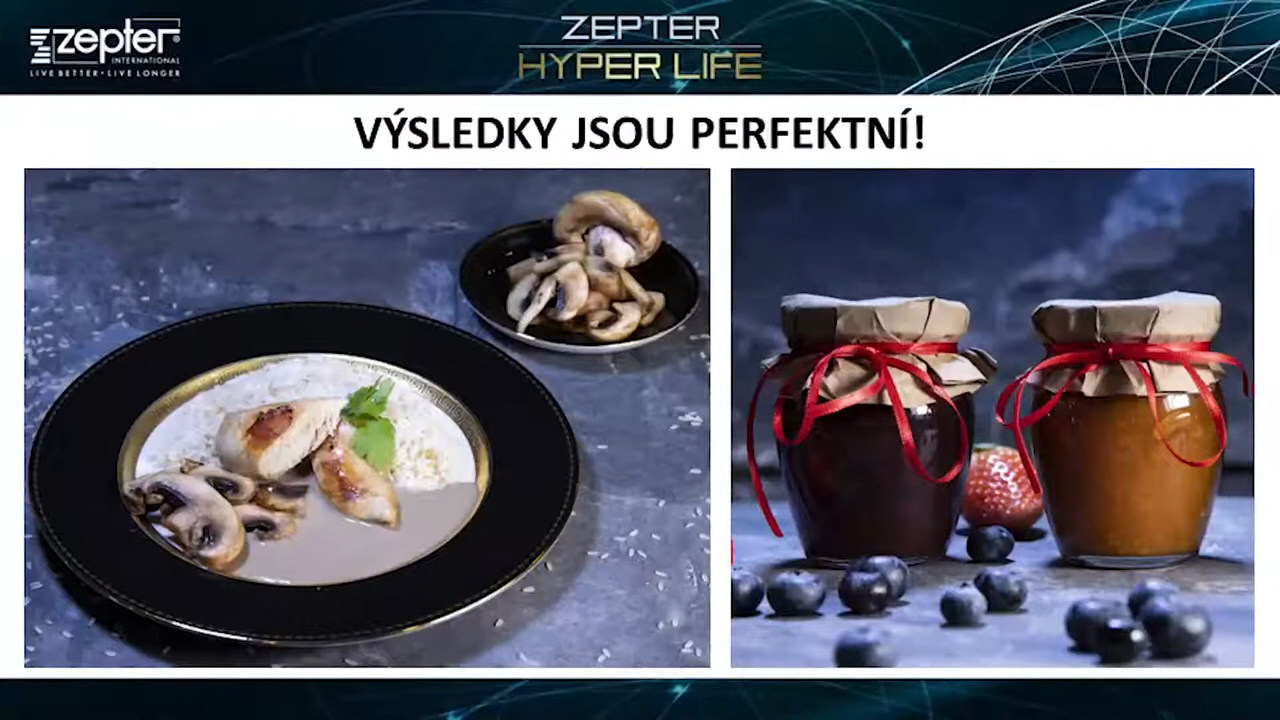 zepter
INTERNATIONAL
LIVE BETTER • LIVE LONGER
ZEPTER
HYPER LIFE
VÝSLEDKY JSOU PERFEKTNÍ!